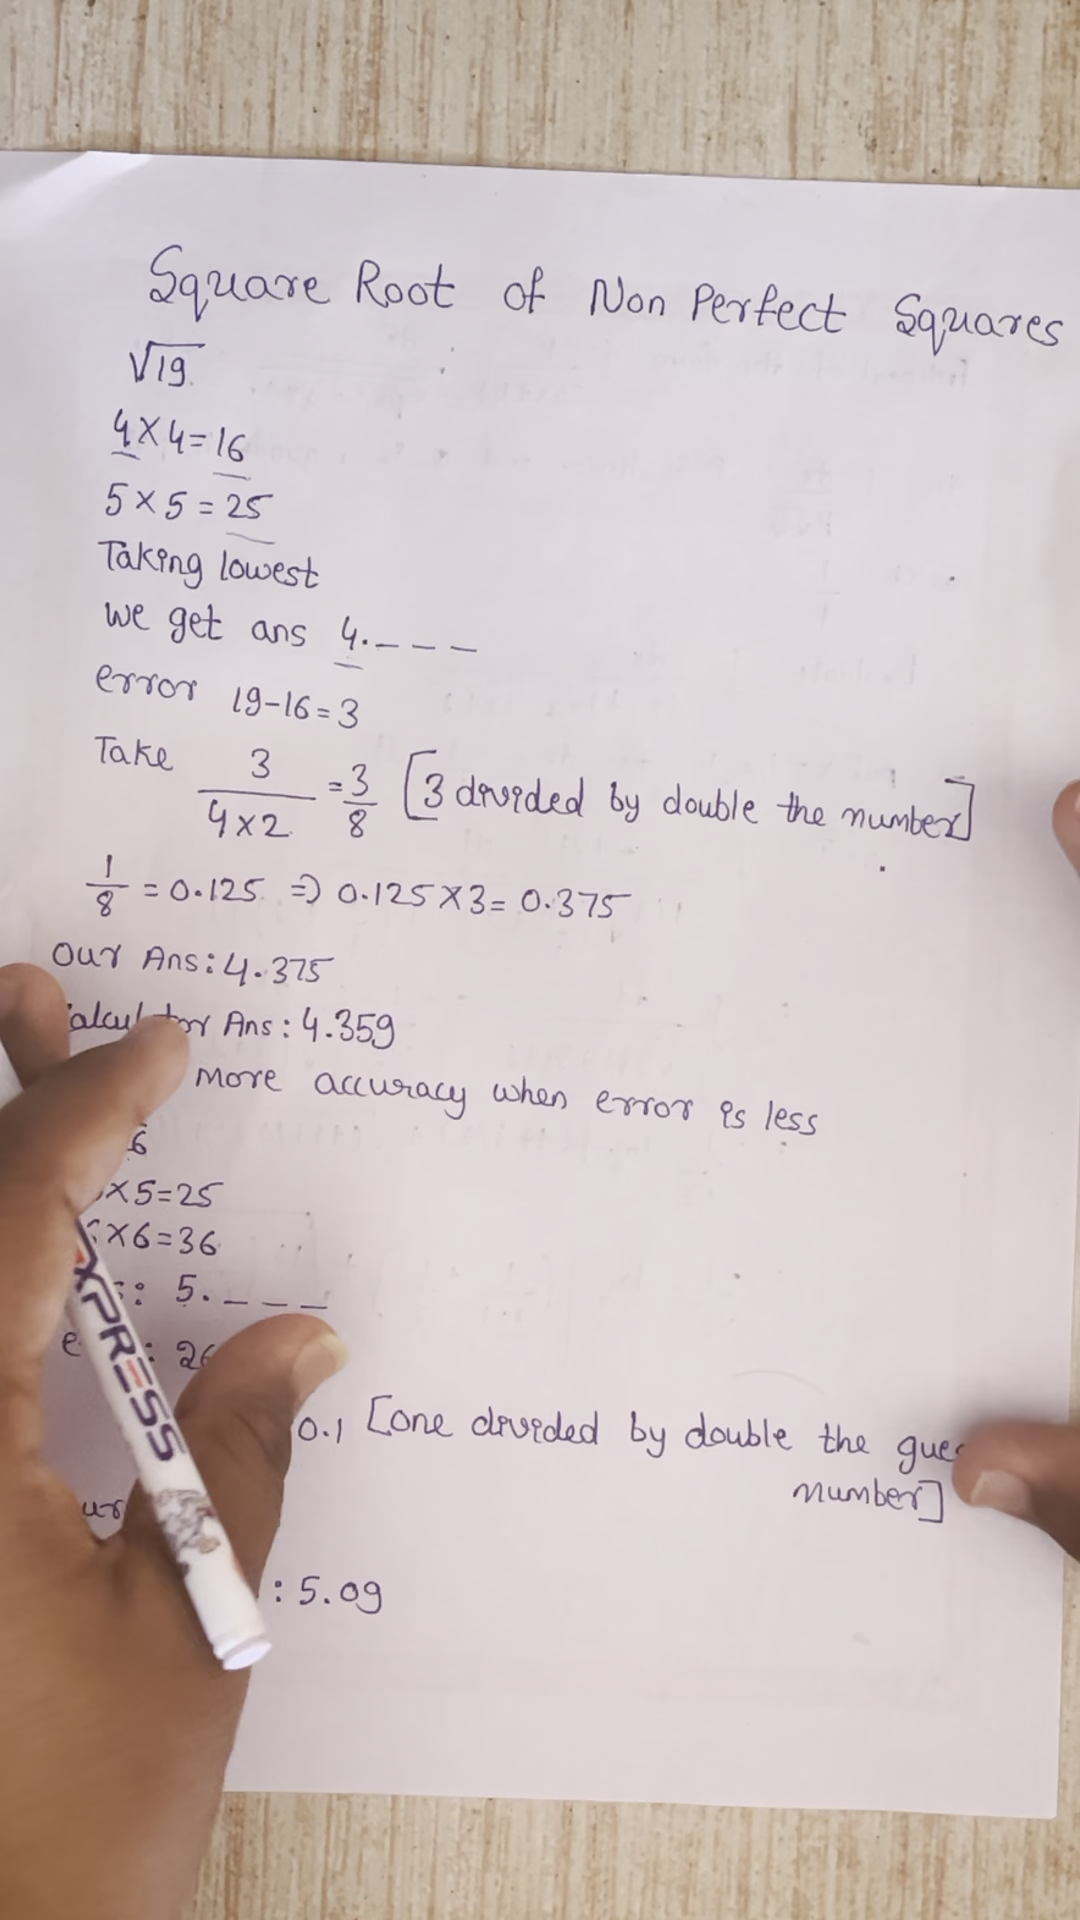 Square Root of Non Perfect Squares
√19
4×4=16
5×5=25
Taking lowest
we get ans 4.---
error 19-16=3
Take 3/4×2 =3/8 [3 divided by double the number]
1/8 = 0.125 ⇒ 0.125×3= 0.375
Our Ans: 4.375
Ans: 4.359
more accuracy when error is less
6
×5=25
×6=36
: 5.---
0.1 [one divided by double the
number]
: 5.09
XPRESS